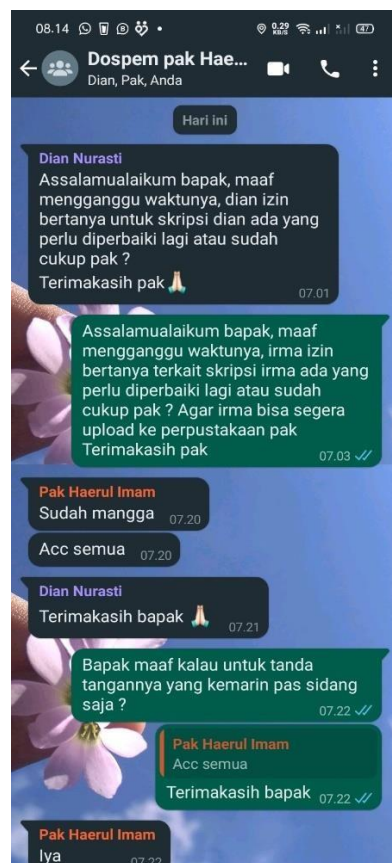 08.14
0.29
KB/S
47
Dospem pak Hae...
Dian, Pak, Anda
Hari ini
Dian Nurasti
Assalamualaikum bapak, maaf
mengganggu waktunya, dian izin
bertanya untuk skripsi dian ada yang
perlu diperbaiki lagi atau sudah
cukup pak ?
Terimakasih pak🙏🏻
07.01
Assalamualaikum bapak, maaf
mengganggu waktunya, irma izin
bertanya terkait skripsi irma ada yang
perlu diperbaiki lagi atau sudah
cukup pak ? Agar irma bisa segera
upload ke perpustakaan pak
Terimakasih pak
07.03
Pak Haerul Imam
Sudah mangga 07.20
Acc semua 07.20
Dian Nurasti
Terimakasih bapak 🙏🏻
07.21
Bapak maaf kalau untuk tanda
tangannya yang kemarin pas sidang
saja ?
07.22
Pak Haerul Imam
Acc semua
Terimakasih bapak 07.22
Pak Haerul Imam
Iya 07.22